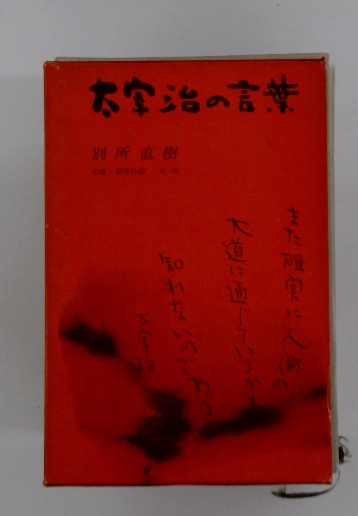 太宰治の言葉
別所直樹
また確実に人倫の
大道に通じているかも
知れないのである
太宰治